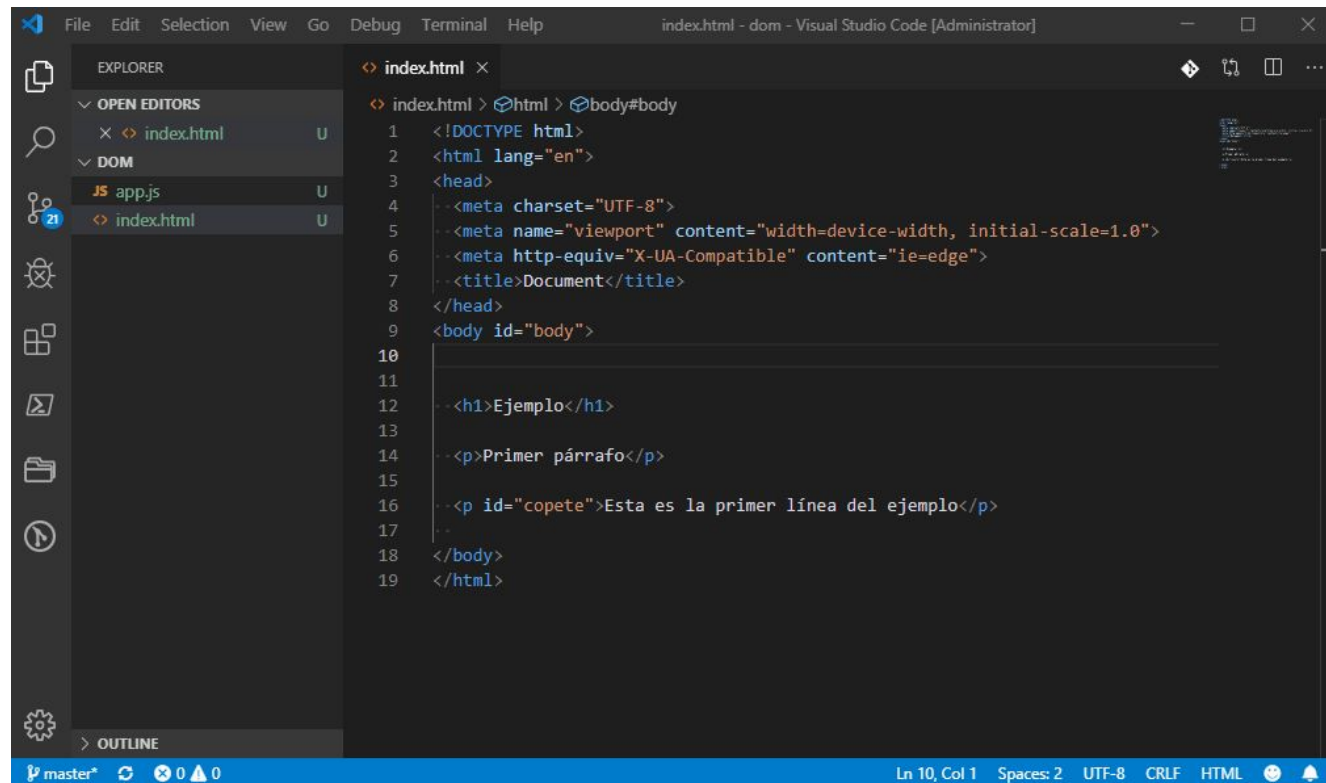 File Edit Selection View Go Debug Terminal Help index.html - dom - Visual Studio Code [Administrator]
EXPLORER
OPEN EDITORS
index.html U
DOM
JS app.js U
index.html U
21
OUTLINE
index.html
index.html > html > body#body
1 <!DOCTYPE html>
2 <html lang="en">
3 <head>
4 <meta charset="UTF-8">
5 <meta name="viewport" content="width=device-width, initial-scale=1.0">
6 <meta http-equiv="X-UA-Compatible" content="ie=edge">
7 <title>Document</title>
8 </head>
9 <body id="body">
10
11
12 <h1>Ejemplo</h1>
13
14 <p>Primer párrafo</p>
15
16 <p id="copete">Esta es la primer línea del ejemplo</p>
17
18 </body>
19 </html>
master* 0 0 Ln 10, Col 1 Spaces: 2 UTF-8 CRLF HTML